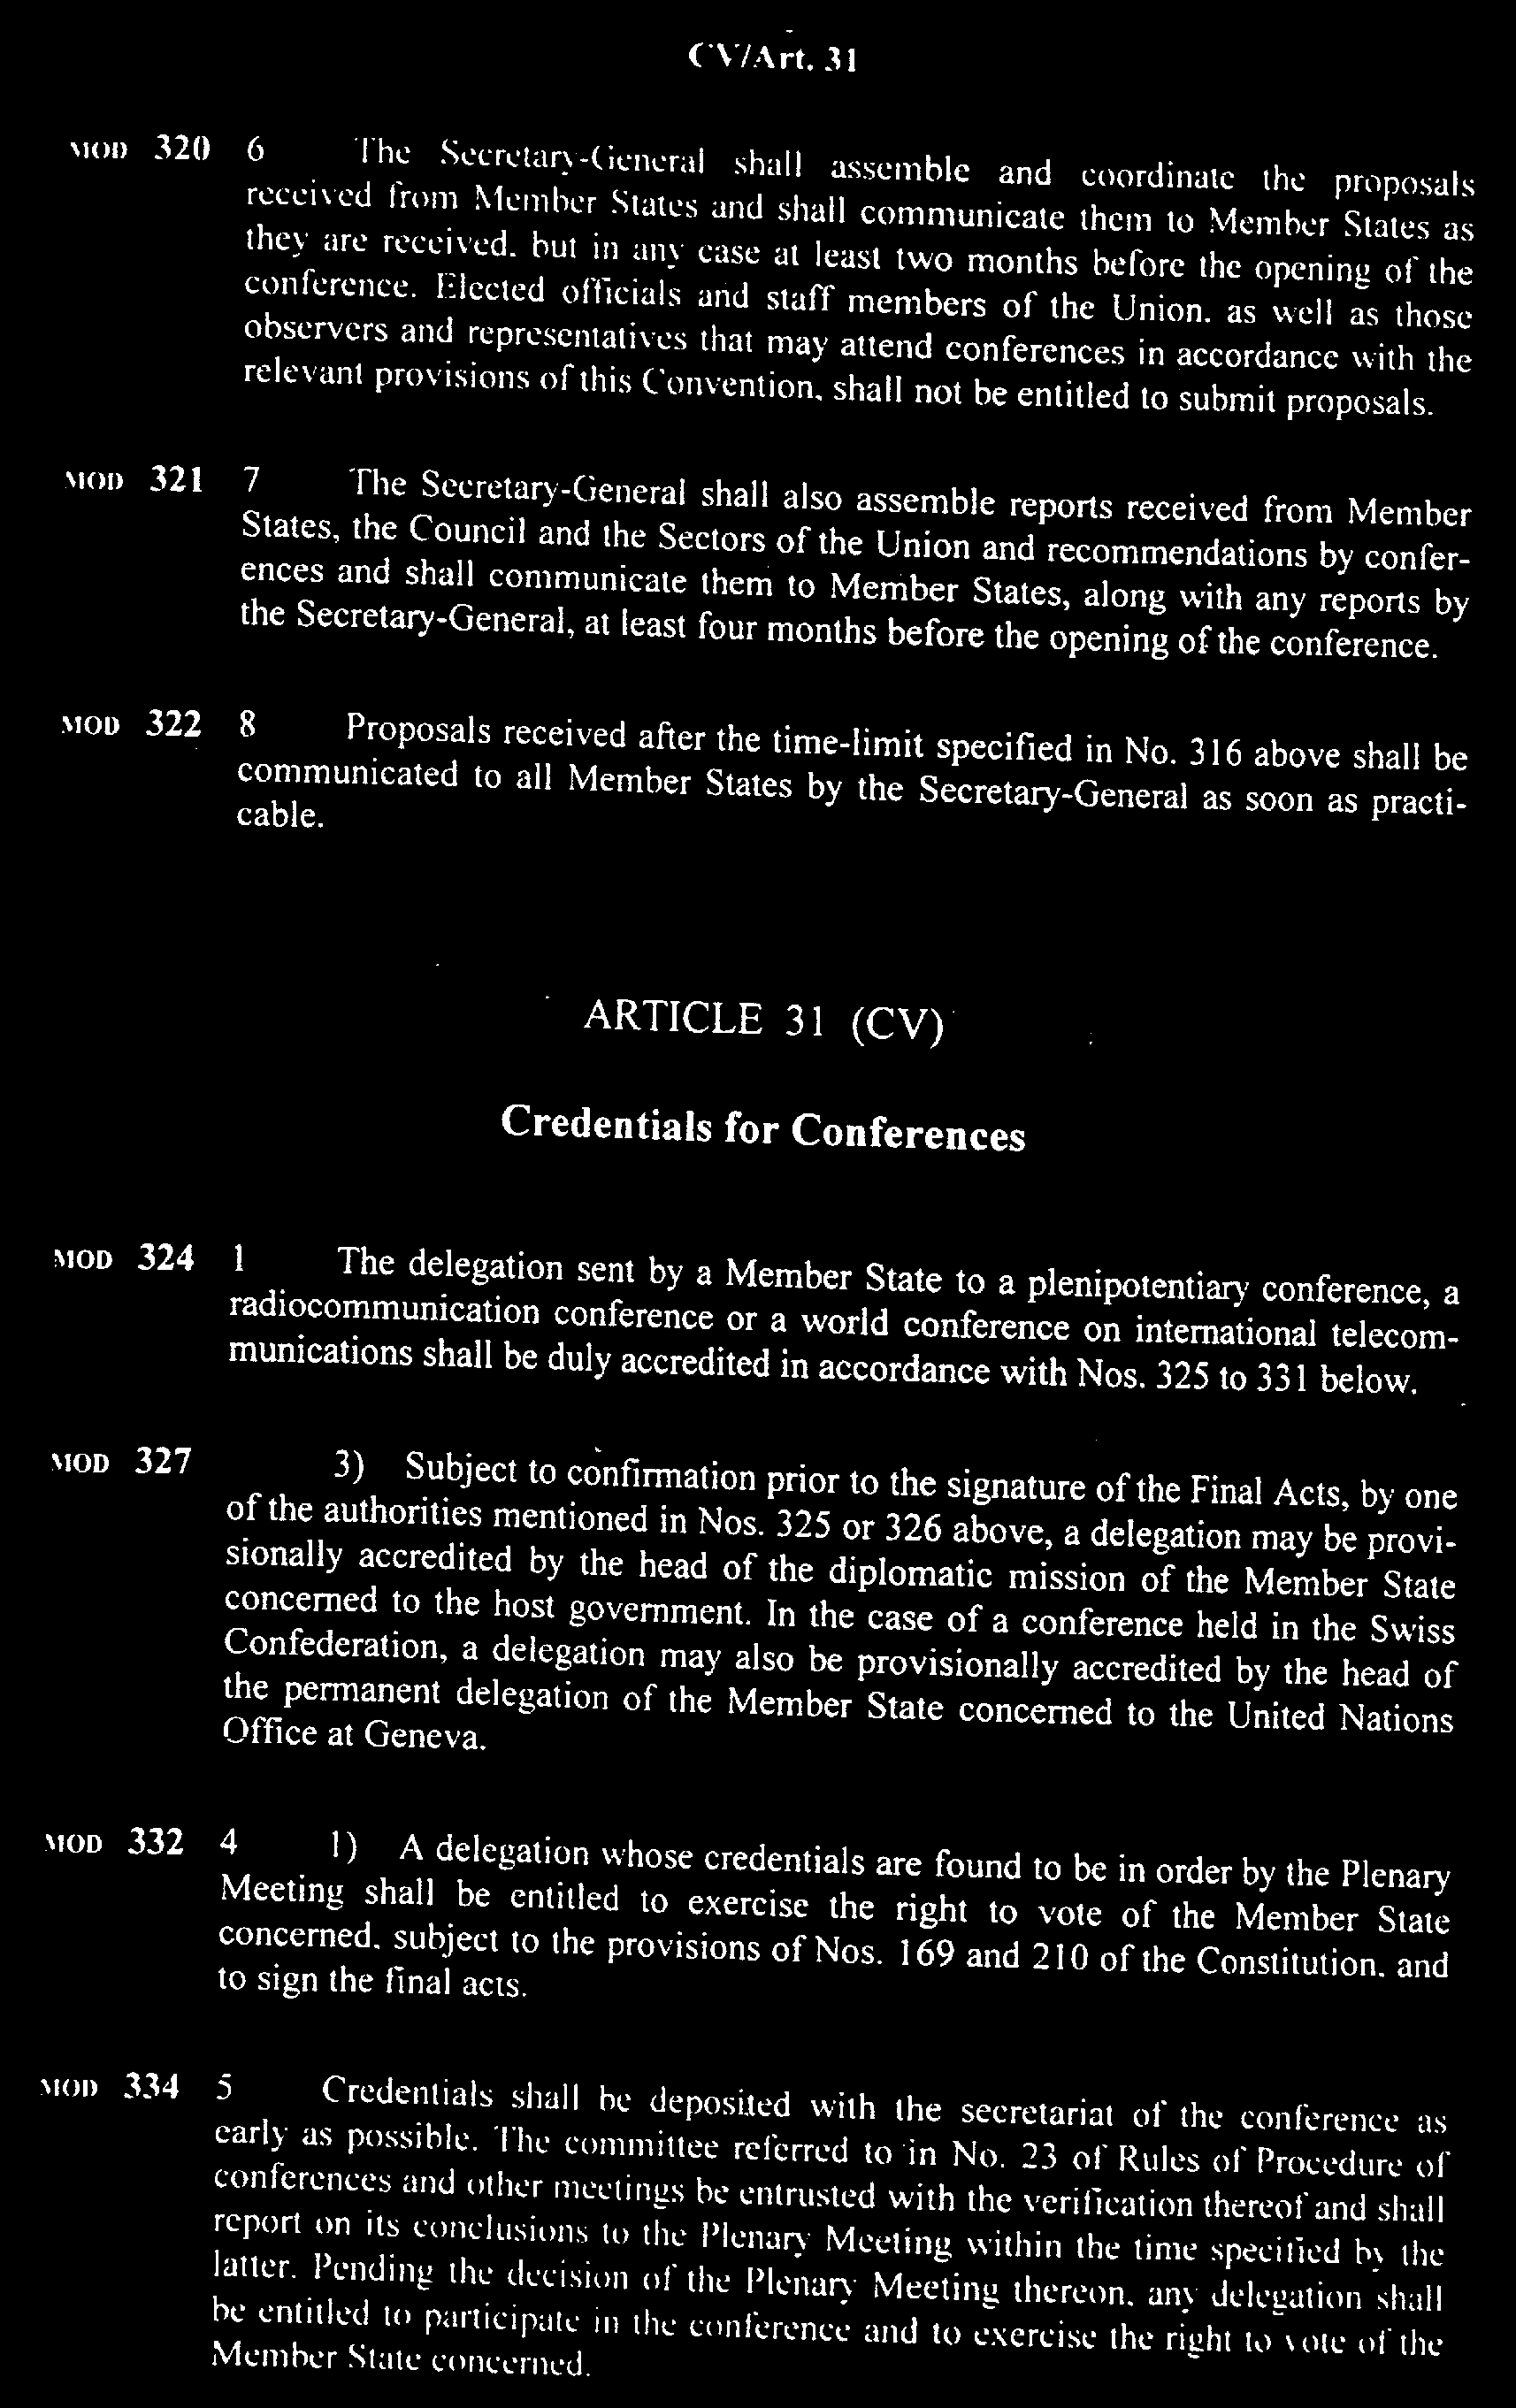 CV/Art. 31
MOD 320 6 The Secretary-General shall assemble and coordinate the proposals
received from Member States and shall communicate them to Member States as
they are received, but in any case at least two months before the opening of the
conference. Elected officials and staff members of the Union, as well as those
observers and representatives that may attend conferences in accordance with the
relevant provisions of this Convention, shall not be entitled to submit proposals.
MOD 321 7 The Secretary-General shall also assemble reports received from Member
States, the Council and the Sectors of the Union and recommendations by confer-
ences and shall communicate them to Member States, along with any reports by
the Secretary-General, at least four months before the opening of the conference.
MOD 322 8 Proposals received after the time-limit specified in No. 316 above shall be
communicated to all Member States by the Secretary-General as soon as practi-
cable.
ARTICLE 31 (CV)
Credentials for Conferences
MOD 324 1 The delegation sent by a Member State to a plenipotentiary conference, a
radiocommunication conference or a world conference on international telecom-
munications shall be duly accredited in accordance with Nos. 325 to 331 below.
MOD 327 3) Subject to confirmation prior to the signature of the Final Acts, by one
of the authorities mentioned in Nos. 325 or 326 above, a delegation may be provi-
sionally accredited by the head of the diplomatic mission of the Member State
concerned to the host government. In the case of a conference held in the Swiss
Confederation, a delegation may also be provisionally accredited by the head of
the permanent delegation of the Member State concerned to the United Nations
Office at Geneva.
MOD 332 4 1) A delegation whose credentials are found to be in order by the Plenary
Meeting shall be entitled to exercise the right to vote of the Member State
concerned, subject to the provisions of Nos. 169 and 210 of the Constitution, and
to sign the final acts.
MOD 334 5 Credentials shall be deposited with the secretariat of the conference as
early as possible. The committee referred to in No. 23 of Rules of Procedure of
conferences and other meetings be entrusted with the verification thereof and shall
report on its conclusions to the Plenary Meeting within the time specified by the
latter. Pending the decision of the Plenary Meeting thereon, any delegation shall
be entitled to participate in the conference and to exercise the right to vote of the
Member State concerned.